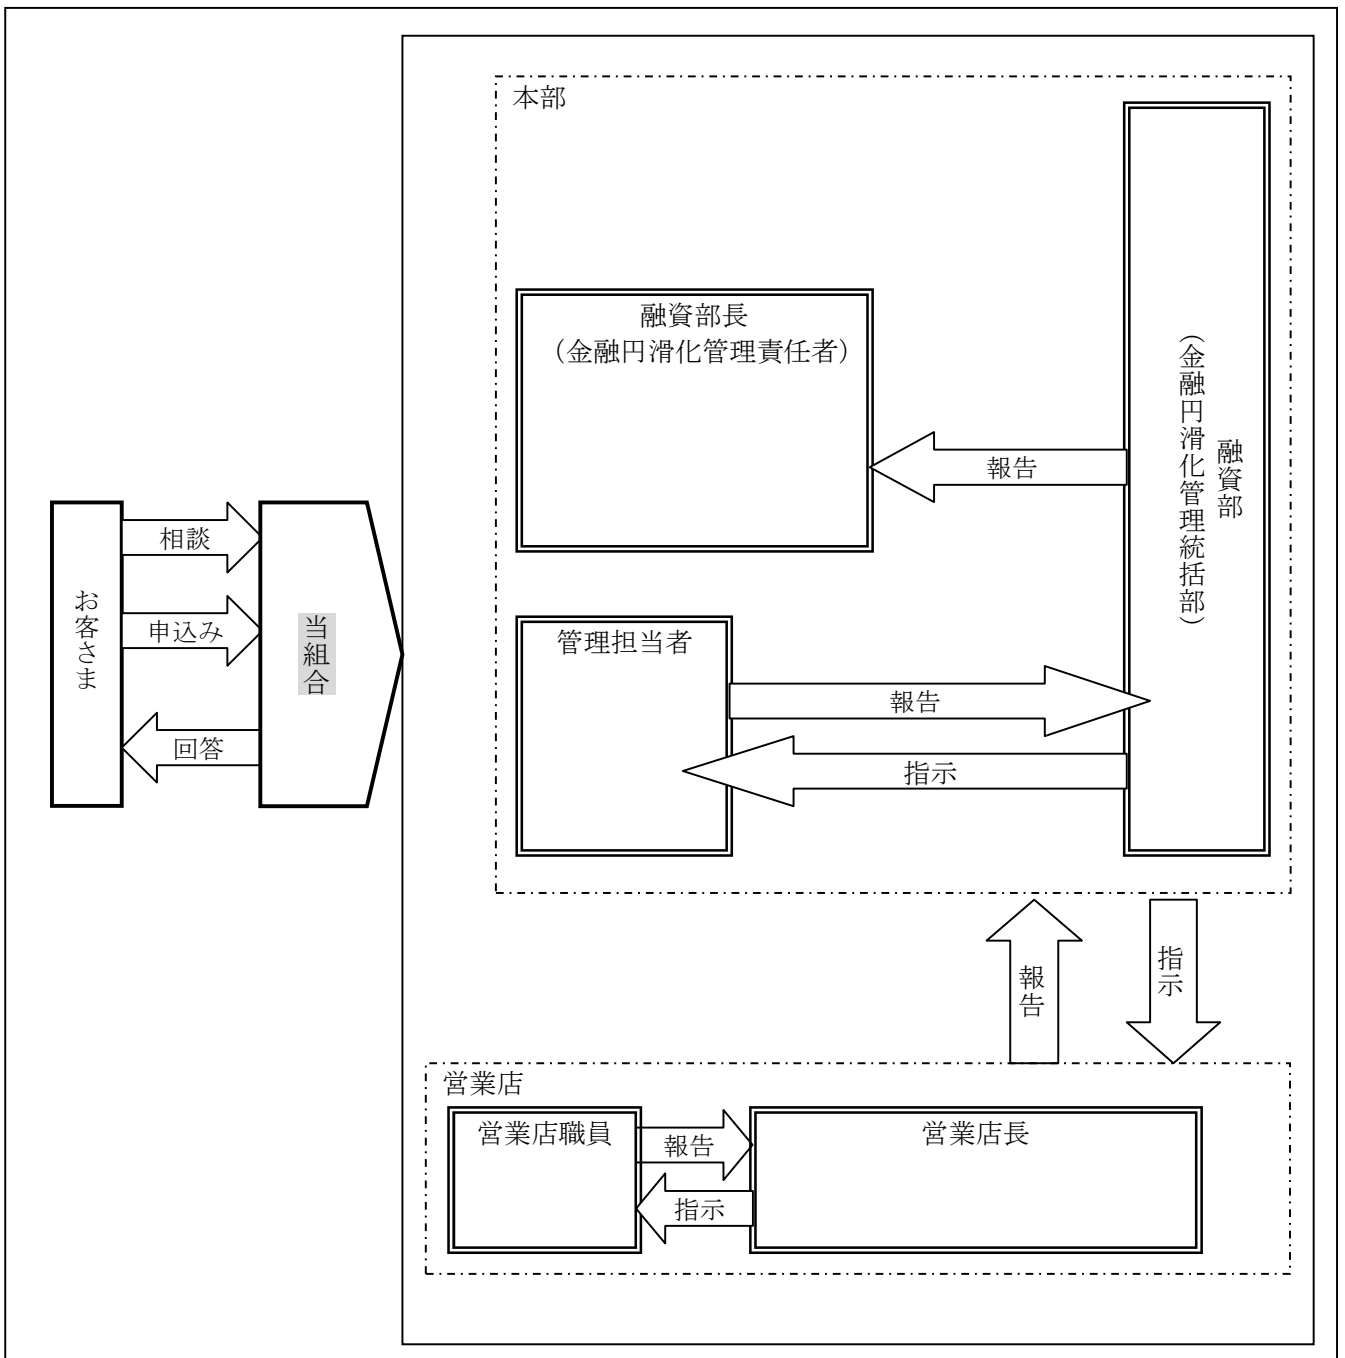 本部
融資部長
（金融円滑化管理責任者）
融資部
（金融円滑化管理統括部）
報告
相談
申込み
回答
お客さま
当組合
管理担当者
報告
指示
報告
指示
営業店
営業店職員
報告
指示
営業店長